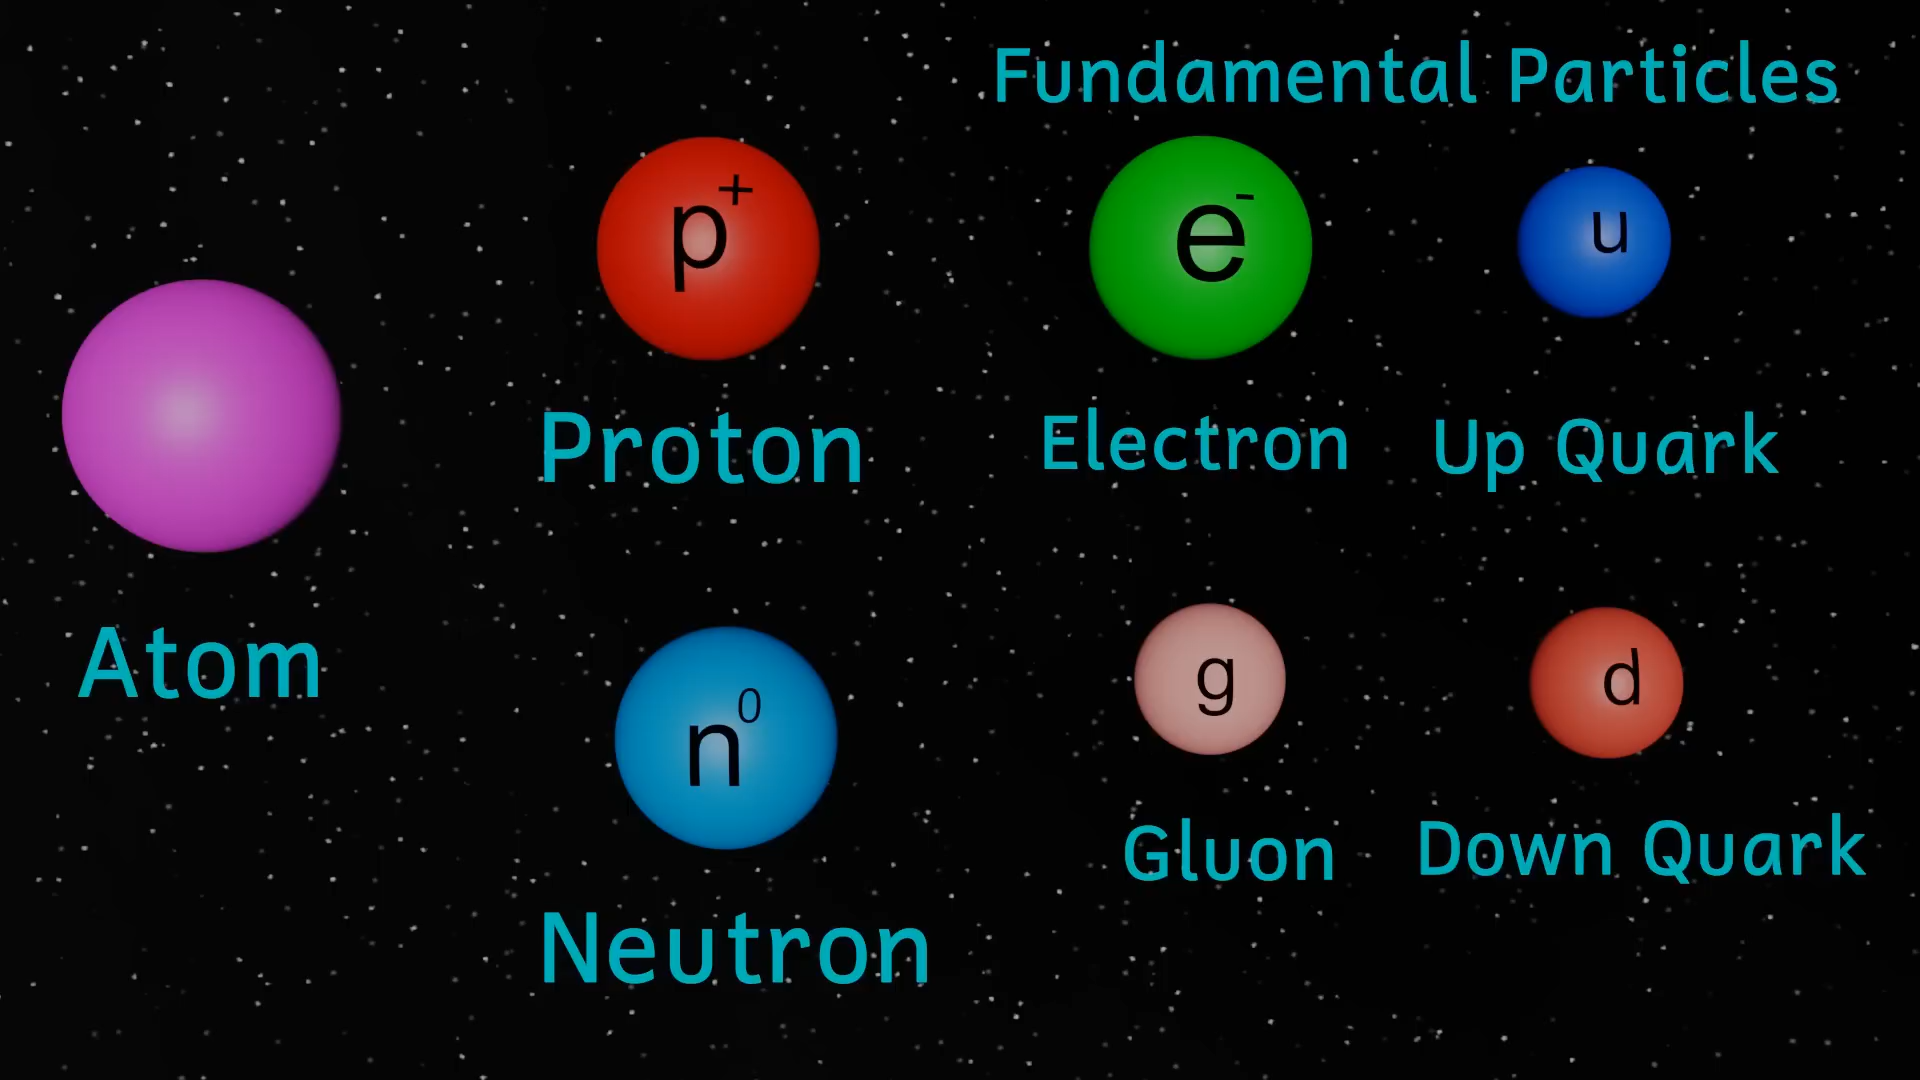 Fundamental Particles
p+
e-
u
Proton
Electron
Up Quark
Atom
n0
g
d
Gluon
Down Quark
Neutron